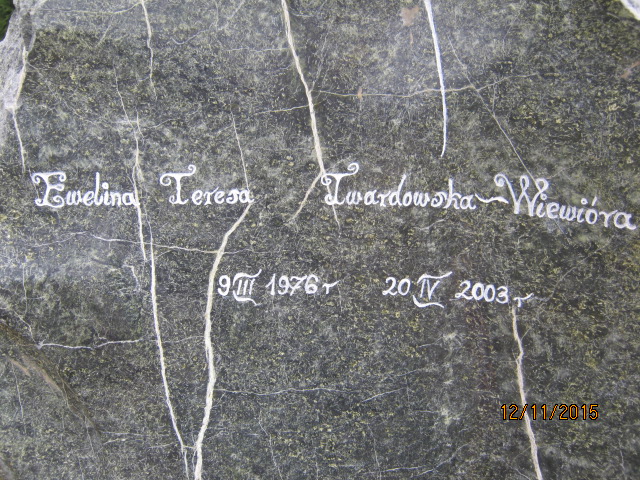 Ewelina Teresa Twardowska-Wiewióra
9 III 1976 r 20 IV 2003 r
12/11/2015